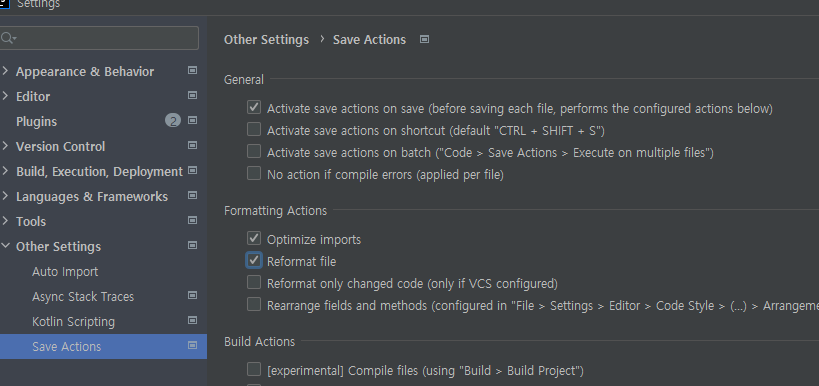 Settings
Appearance & Behavior
Editor
Plugins 2
Version Control
Build, Execution, Deployment
Languages & Frameworks
Tools
Other Settings
Auto Import
Async Stack Traces
Kotlin Scripting
Save Actions
Other Settings › Save Actions
General
Activate save actions on save (before saving each file, performs the configured actions below)
Activate save actions on shortcut (default "CTRL + SHIFT + S")
Activate save actions on batch ("Code > Save Actions > Execute on multiple files")
No action if compile errors (applied per file)
Formatting Actions
Optimize imports
Reformat file
Reformat only changed code (only if VCS configured)
Rearrange fields and methods (configured in "File > Settings > Editor > Code Style > (...) > Arrangeme
Build Actions
[experimental] Compile files (using "Build > Build Project")